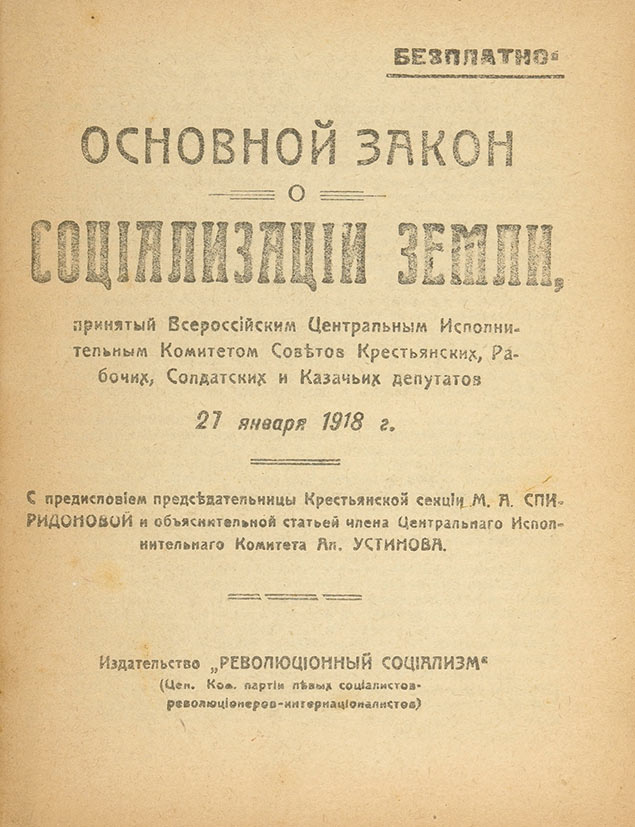 БЕЗПЛАТНО
ОСНОВНОЙ ЗАКОН
О
СОЦІАЛИЗАЦІИ ЗЕМЛИ,
принятый Всероссійским Центральным Исполни-
тельным Комитетом Совѣтов Крестьянских, Ра-
бочих, Солдатских и Казачьих депутатов
27 января 1918 г.
С предисловіем предсѣдательницы Крестьянской секціи М. А. СПИ-
РИДОНОВОЙ и объяснительной статьей члена Центральнаго Испол-
нительнаго Комитета Ал. УСТИНОВА.
Издательство „РЕВОЛЮЦІОННЫЙ СОЦІАЛИЗМ“
(Цен. Ком. партіи лѣвых соціалистов-
революціонеров-интернаціоналистов)